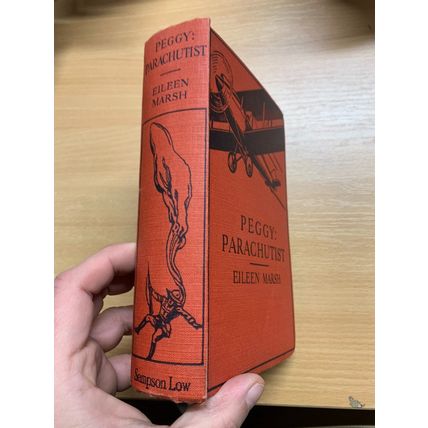 PEGGY:
PARACHUTIST
EILEEN
MARSH
Sampson Low
PEGGY:
PARACHUTIST
EILEEN MARSH